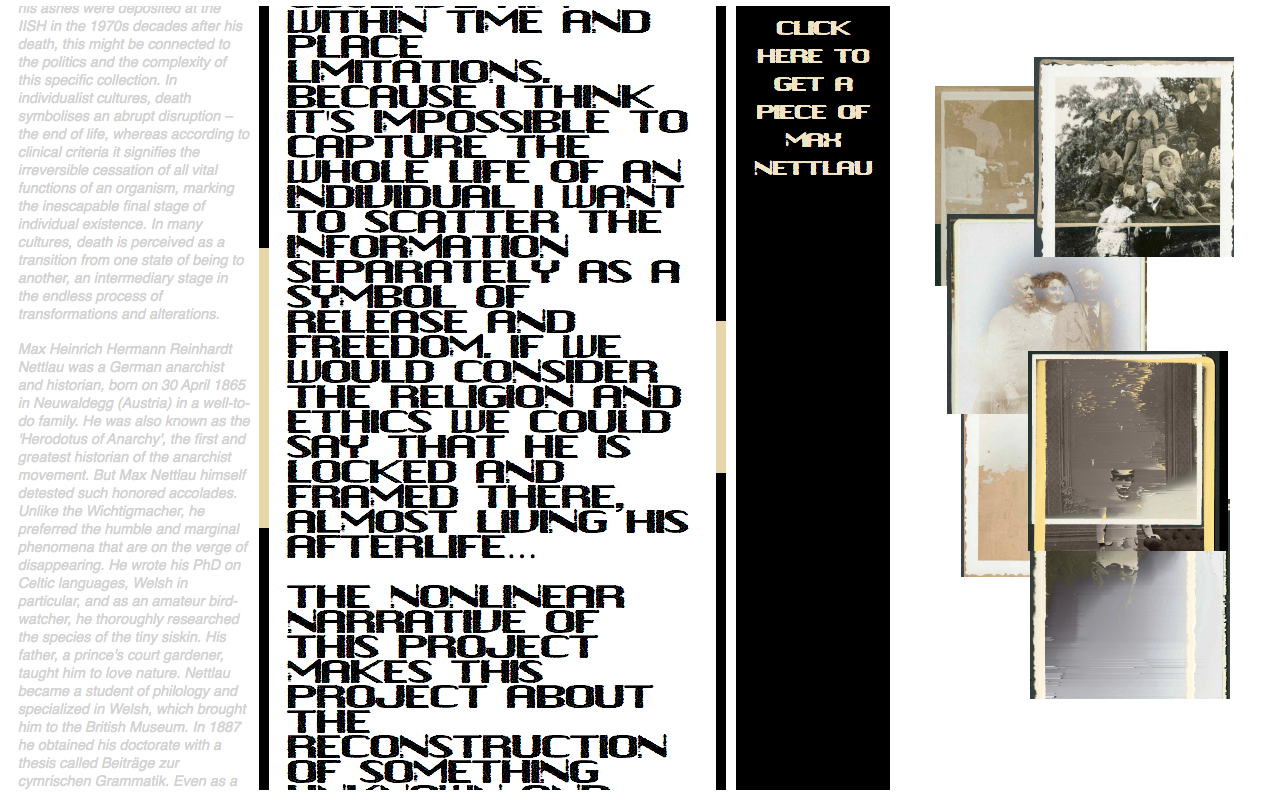 his ashes were deposited at the
IISH in the 1970s decades after his
death, this might be connected to
the politics and the complexity of
this specific collection. In
individualist cultures, death
symbolises an abrupt disruption –
the end of life, whereas according to
clinical criteria it signifies the
irreversible cessation of all vital
functions of an organism, marking
the inescapable final stage of
individual existence. In many
cultures, death is perceived as a
transition from one state of being to
another, an intermediary stage in
the endless process of
transformations and alterations.
Max Heinrich Hermann Reinhardt
Nettlau was a German anarchist
and historian, born on 30 April 1865
in Neuwaldegg (Austria) in a well-to-
do family. He was also known as the
'Herodotus of Anarchy', the first and
greatest historian of the anarchist
movement. But Max Nettlau himself
detested such honored accolades.
Unlike the Wichtigmacher, he
preferred the humble and marginal
phenomena that are on the verge of
disappearing. He wrote his PhD on
Celtic languages, Welsh in
particular, and as an amateur bird-
watcher, he thoroughly researched
the species of the tiny siskin. His
father, a prince's court gardener,
taught him to love nature. Nettlau
became a student of philology and
specialized in Welsh, which brought
him to the British Museum. In 1887
he obtained his doctorate with a
thesis called Beiträge zur
cymrischen Grammatik. Even as a
WITHIN TIME AND
PLACE
LIMITATIONS.
BECAUSE I THINK
IT'S IMPOSSIBLE TO
CAPTURE THE
WHOLE LIFE OF AN
INDIVIDUAL I WANT
TO SCATTER THE
INFORMATION
SEPARATELY AS A
SYMBOL OF
RELEASE AND
FREEDOM. IF WE
WOULD CONSIDER
THE RELIGION AND
ETHICS WE COULD
SAY THAT HE IS
LOCKED AND
FRAMED THERE,
ALMOST LIVING HIS
AFTERLIFE...
THE NONLINEAR
NARRATIVE OF
THIS PROJECT
MAKES THIS
PROJECT ABOUT
THE
RECONSTRUCTION
OF SOMETHING
UNKNOWN AND
CLICK
HERE TO
GET A
PIECE OF
MAX
NETTLAU